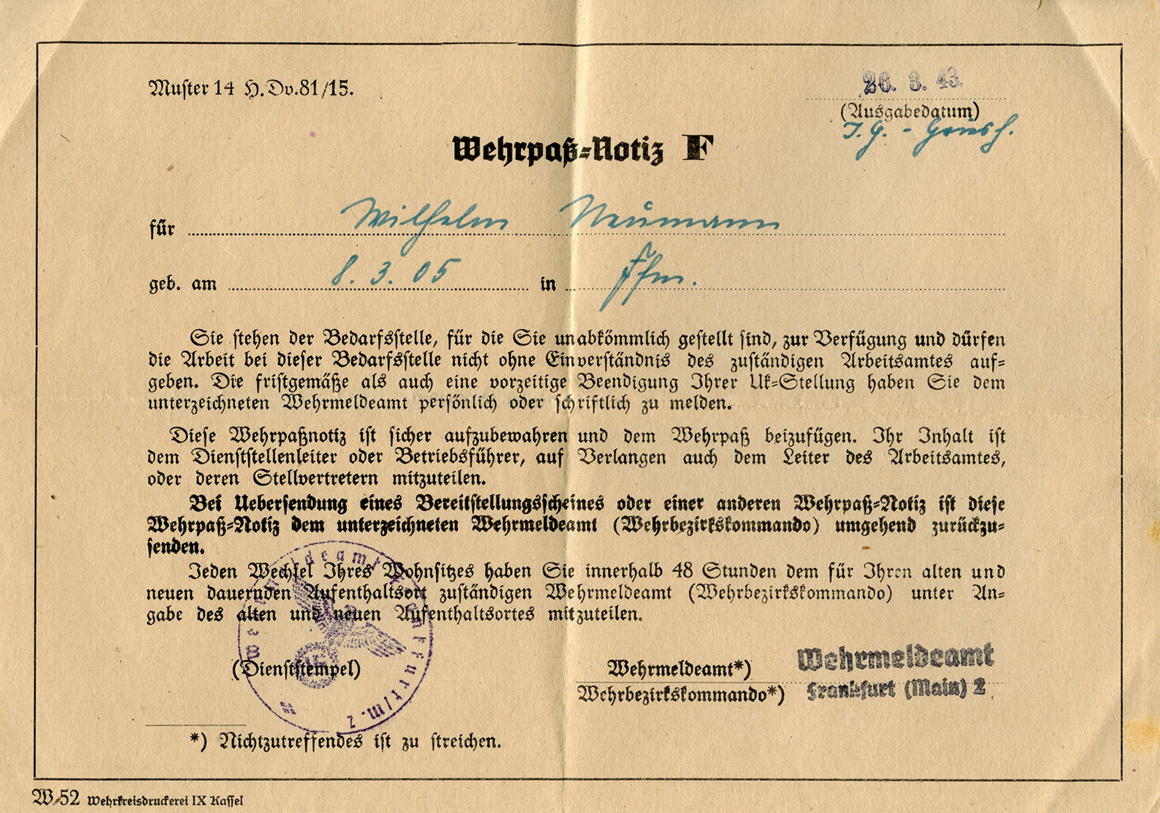 Muster 14 H.Dv.81/15.
26. 3. 43.
(Ausgabedatum)
I.G. -
Wehrpaß-Notiz F
für Wilhelm Neumann
geb. am 8.3.05 in Ffm.
Sie stehen der Bedarfsstelle, für die Sie unabkömmlich gestellt sind, zur Verfügung und dürfen
die Arbeit bei dieser Bedarfsstelle nicht ohne Einverständnis des zuständigen Arbeitsamtes auf-
geben. Die fristgemäße als auch eine vorzeitige Beendigung Ihrer Uk-Stellung haben Sie dem
unterzeichneten Wehrmeldeamt persönlich oder schriftlich zu melden.
Diese Wehrpaßnotiz ist sicher aufzubewahren und dem Wehrpaß beizufügen. Ihr Inhalt ist
dem Dienststellenleiter oder Betriebsführer, auf Verlangen auch dem Leiter des Arbeitsamtes,
oder deren Stellvertretern mitzuteilen.
Bei Uebersendung eines Bereitstellungsscheines oder einer anderen Wehrpaß-Notiz ist diese
Wehrpaß-Notiz dem unterzeichneten Wehrmeldeamt (Wehrbezirkskommando) umgehend zurückzu-
senden.
Jeden Wechsel Ihres Wohnsitzes haben Sie innerhalb 48 Stunden dem für Ihren alten und
neuen dauernden Aufenthaltsort zuständigen Wehrmeldeamt (Wehrbezirkskommando) unter An-
gabe des alten und neuen Aufenthaltsortes mitzuteilen.
Wehrmeldeamt Frankfurt/M. 2
(Dienststempel)
Wehrmeldeamt*)
Wehrbezirkskommando*)
Wehrmeldeamt
Frankfurt (Main) 2
*) Nichtzutreffendes ist zu streichen.
W 52 Wehrkreisdruckerei IX Kassel